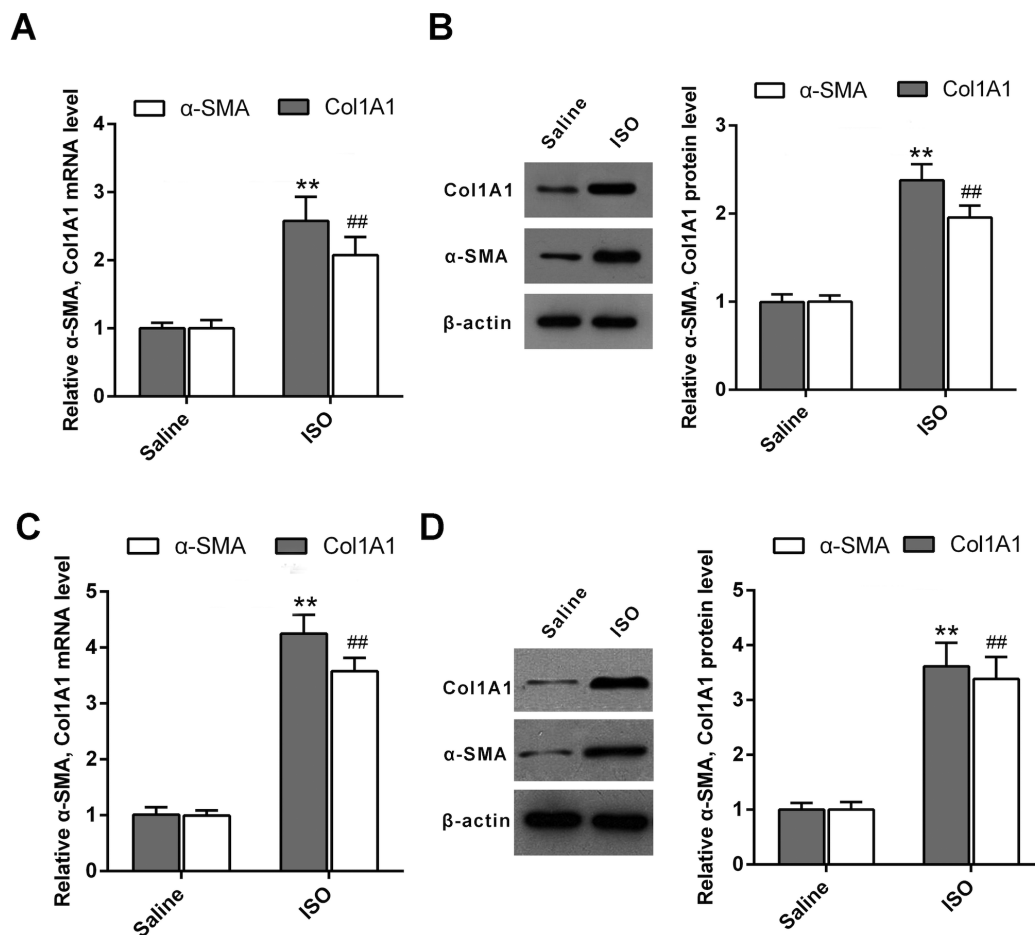 A
α-SMA Col1A1
Relative α-SMA, Col1A1 mRNA level
4
3
2
1
0
**
##
Saline
ISO
B
Saline
ISO
Col1A1
α-SMA
β-actin
α-SMA Col1A1
Relative α-SMA, Col1A1 protein level
3
2
1
0
**
##
Saline
ISO
C
α-SMA Col1A1
Relative α-SMA, Col1A1 mRNA level
5
4
3
2
1
0
**
##
Saline
ISO
D
Saline
ISO
Col1A1
α-SMA
β-actin
α-SMA Col1A1
Relative α-SMA, Col1A1 protein level
5
4
3
2
1
0
**
##
Saline
ISO